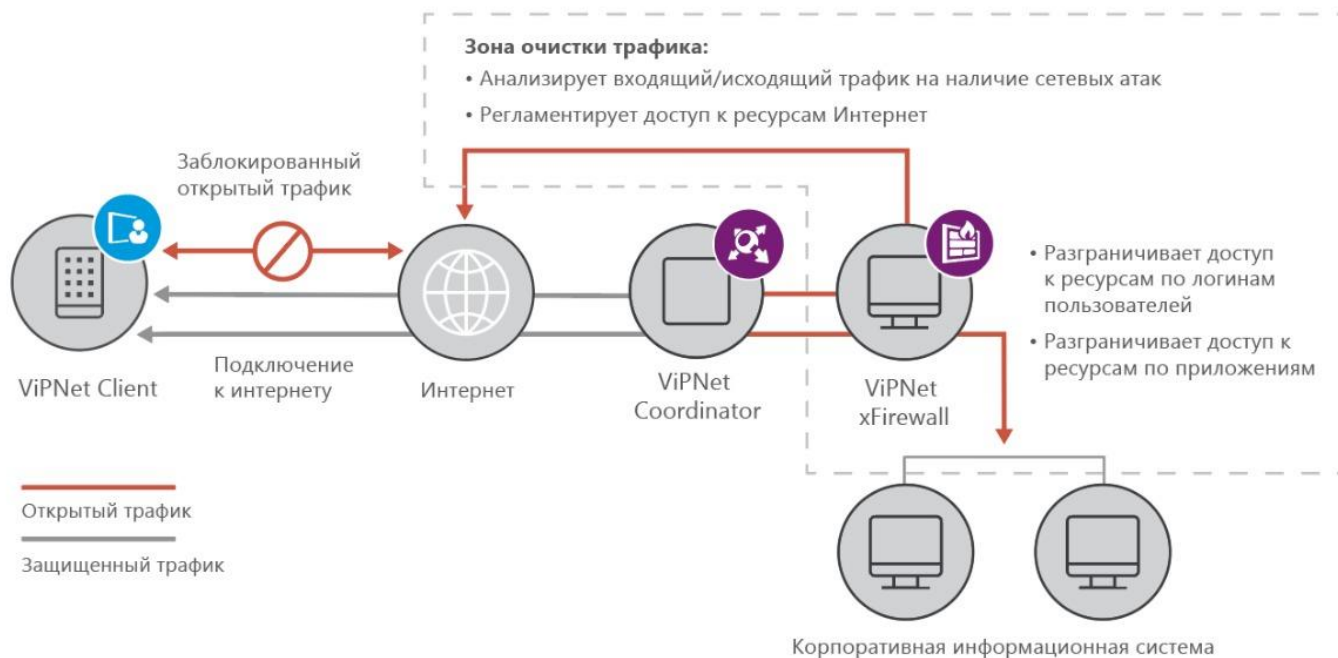 Зона очистки трафика:
• Анализирует входящий/исходящий трафик на наличие сетевых атак
• Регламентирует доступ к ресурсам Интернет
Заблокированный
открытый трафик
• Разграничивает доступ
к ресурсам по логинам
пользователей
• Разграничивает доступ к
ресурсам по приложениям
ViPNet Client
Подключение
к интернету
Интернет
ViPNet
Coordinator
ViPNet
xFirewall
Открытый трафик
Защищенный трафик
Корпоративная информационная система